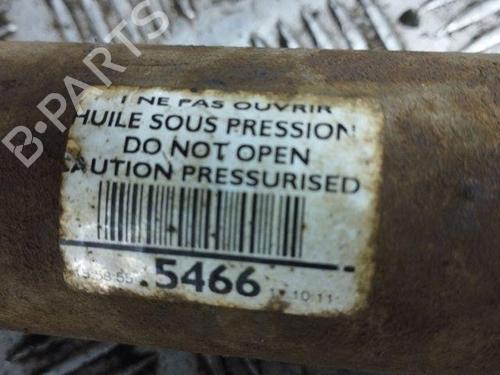 B-PARTS
NE PAS OUVRIR
HUILE SOUS PRESSION
DO NOT OPEN
CAUTION PRESSURISED
5466